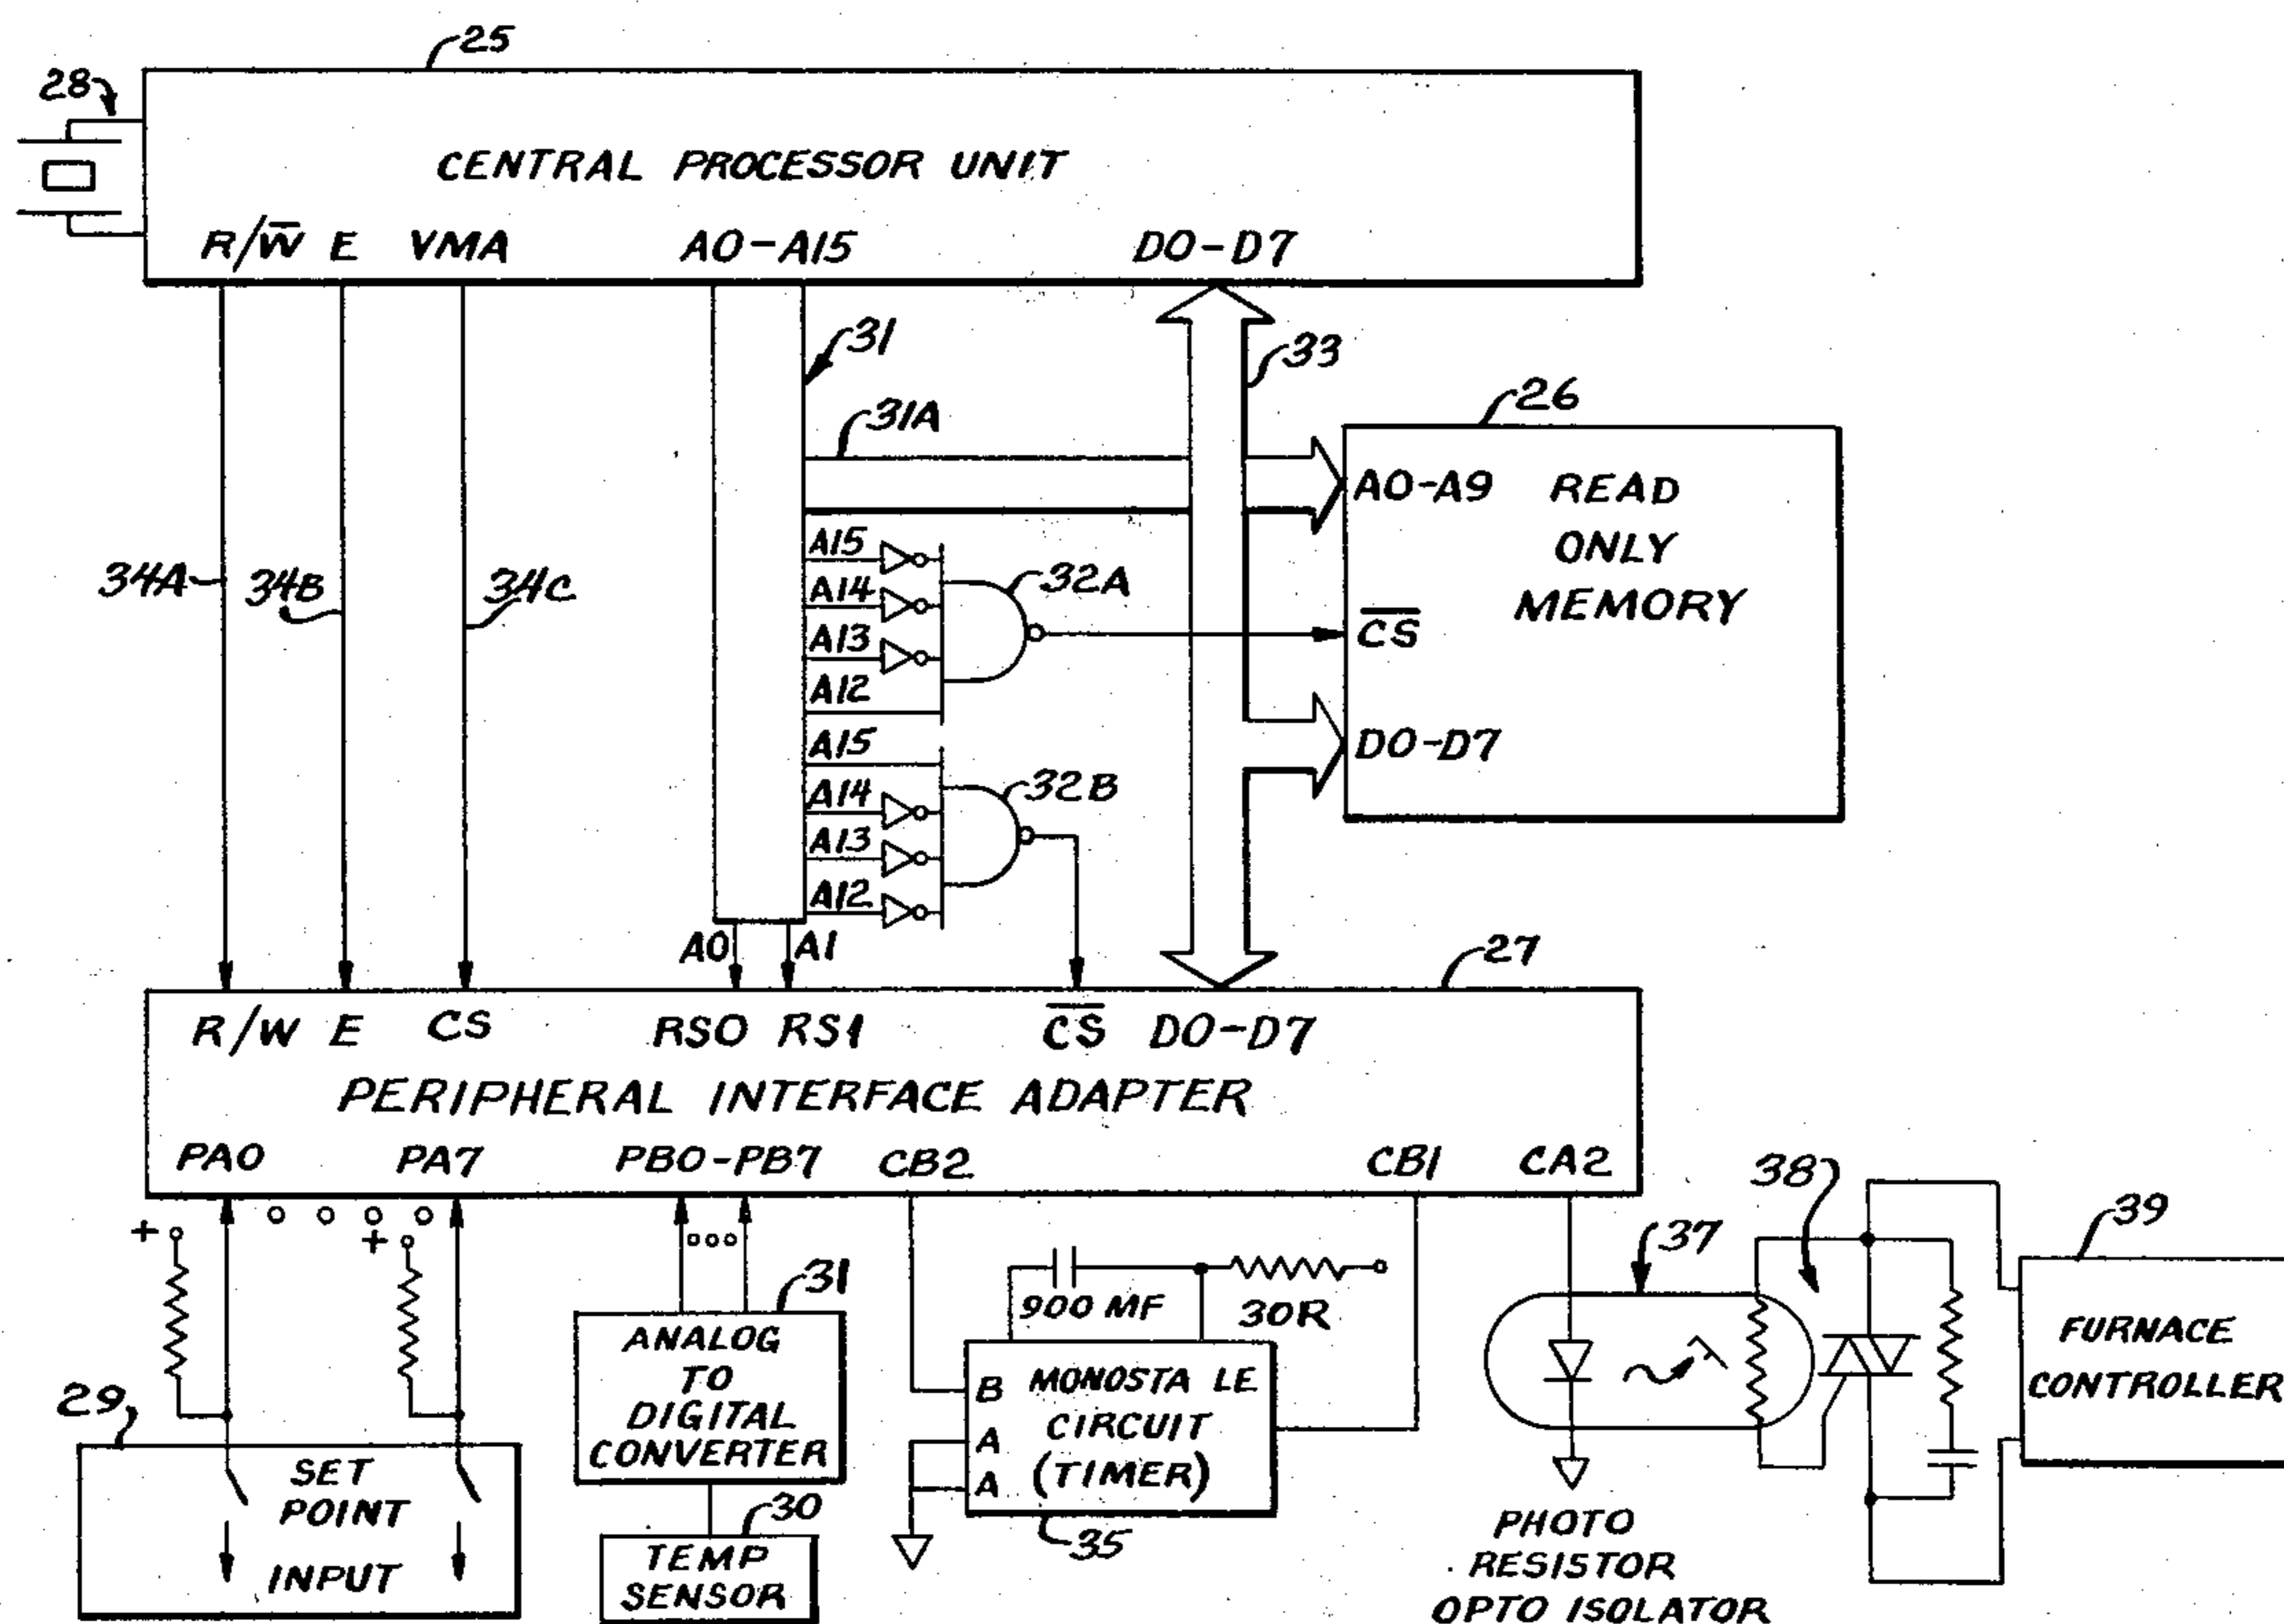 25
28
CENTRAL PROCESSOR UNIT
R/W̅ E VMA A0-A15 D0-D7
31
33
31A
26
A0-A9 READ
ONLY
MEMORY
A15
34A
34B
34C
A14
32A
A13
C̅S̅
A12
A15
D0-D7
A14
32B
A13
A12
A0 A1
27
R/W E CS RS0 RS1 C̅S̅ D0-D7
PERIPHERAL INTERFACE ADAPTER
PA0 PA7 PB0-PB7 CB2 CB1 CA2
38
+
+
37
39
31
900 MF
30R
ANALOG
TO
DIGITAL
CONVERTER
B MONOSTA LE
A CIRCUIT
A (TIMER)
FURNACE
CONTROLLER
29
SET
POINT
INPUT
30
35
TEMP
SENSOR
PHOTO
RESISTOR
OPTO ISOLATOR